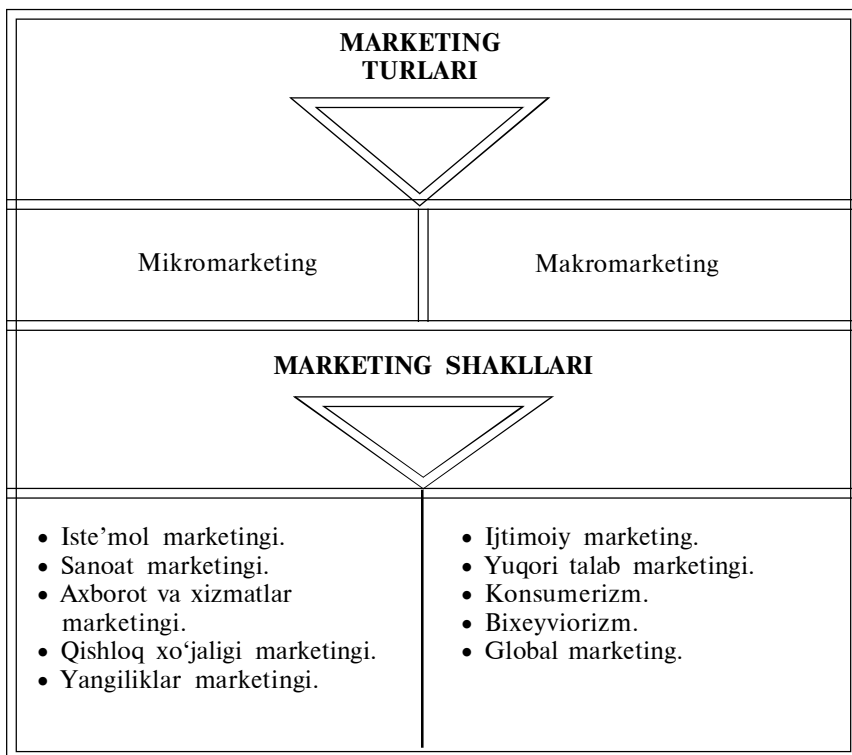 MARKETING
TURLARI
Mikromarketing
Makromarketing
MARKETING SHAKLLARI
• Iste’mol marketingi.
• Sanoat marketingi.
• Axborot va xizmatlar
marketingi.
• Qishloq xo‘jaligi marketingi.
• Yangiliklar marketingi.
• Ijtimoiy marketing.
• Yuqori talab marketingi.
• Konsumerizm.
• Bixeyviorizm.
• Global marketing.